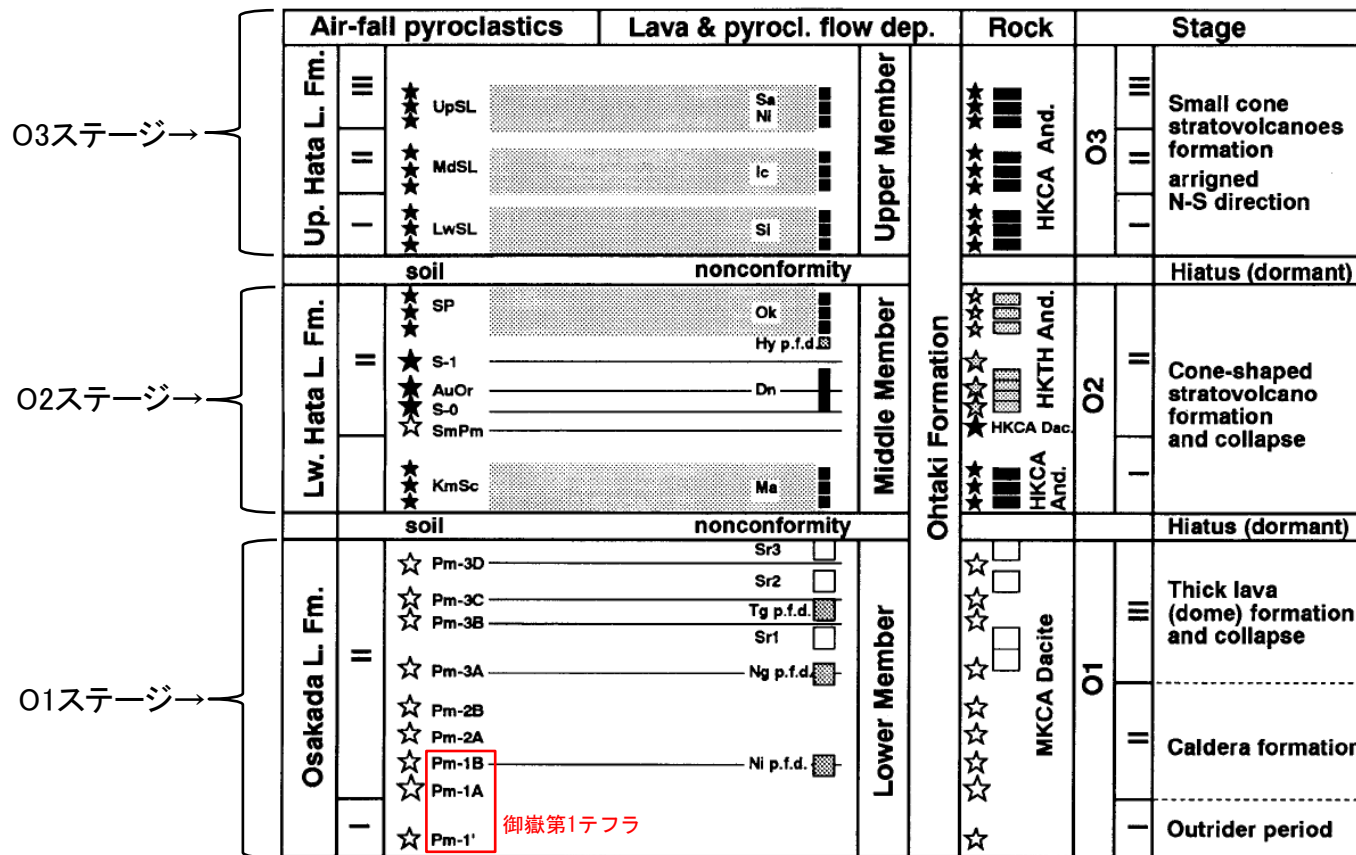 Air-fall pyroclastics
Lava & pyrocl. flow dep.
Rock
Stage
O3ステージ→
Up. Hata L. Fm.
III
II
I
UpSL
MdSL
LwSL
Sa
Ni
Ic
Si
Upper Member
HKCA And.
O3
III
II
I
Small cone
stratovolcanoes
formation
arrigned
N-S direction
soil
nonconformity
Hiatus (dormant)
O2ステージ→
Lw. Hata L. Fm.
II
SP
S-1
AuOr
S-0
SmPm
KmSc
Ok
Hy p.f.d.
Dn
Ma
Middle Member
Ohtaki Formation
HKTH And.
HKCA Dac.
HKCA
And.
O2
II
I
Cone-shaped
stratovolcano
formation
and collapse
soil
nonconformity
Hiatus (dormant)
O1ステージ→
Osakada L. Fm.
II
I
Pm-3D
Pm-3C
Pm-3B
Pm-3A
Pm-2B
Pm-2A
Pm-1B
Pm-1A
Pm-1'
御嶽第1テフラ
Sr3
Sr2
Tg p.f.d.
Sr1
Ng p.f.d.
Ni p.f.d.
Lower Member
MKCA Dacite
O1
III
II
I
Thick lava
(dome) formation
and collapse
Caldera formation
Outrider period